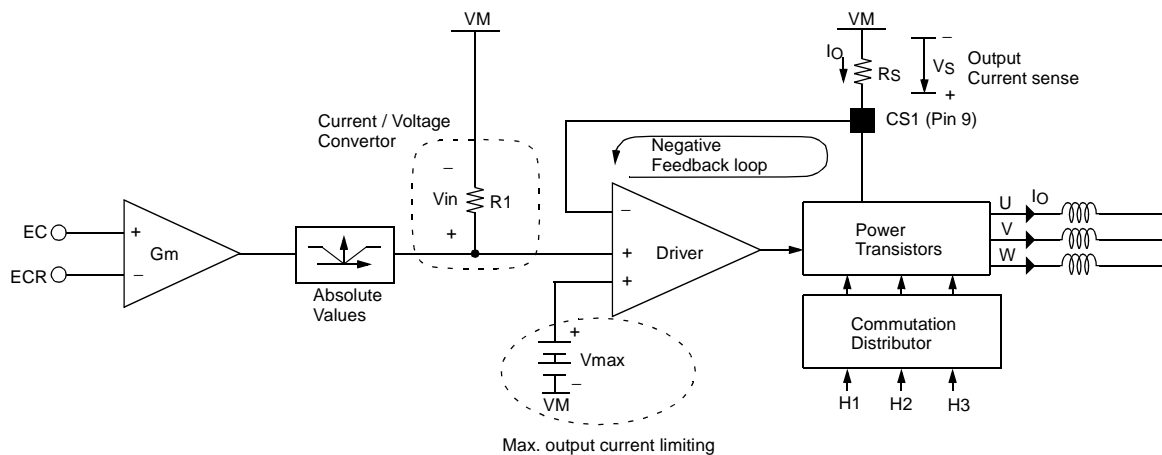 VM
VM
IO
RS
−
VS
+
Output
Current sense
CS1 (Pin 9)
Current / Voltage
Convertor
Negative
Feedback loop
−
Vin
+
R1
EC
ECR
+
−
Gm
Absolute
Values
−
+
+
Driver
Power
Transistors
U
V
W
IO
+
Vmax
−
VM
Commutation
Distributor
H1
H2
H3
Max. output current limiting